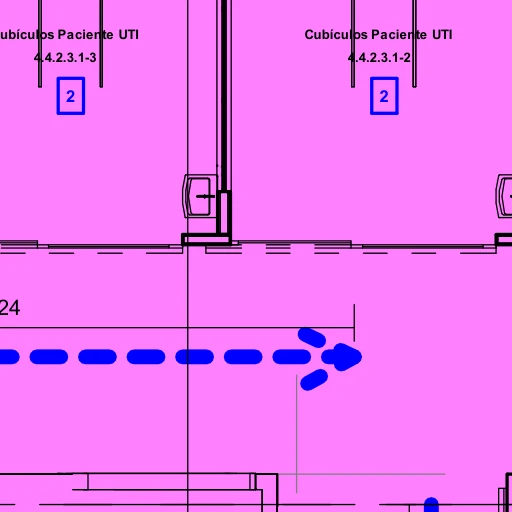 ubículos Paciente UTI
4.4.2.3.1-3
2
Cubículos Paciente UTI
4.4.2.3.1-2
2
24